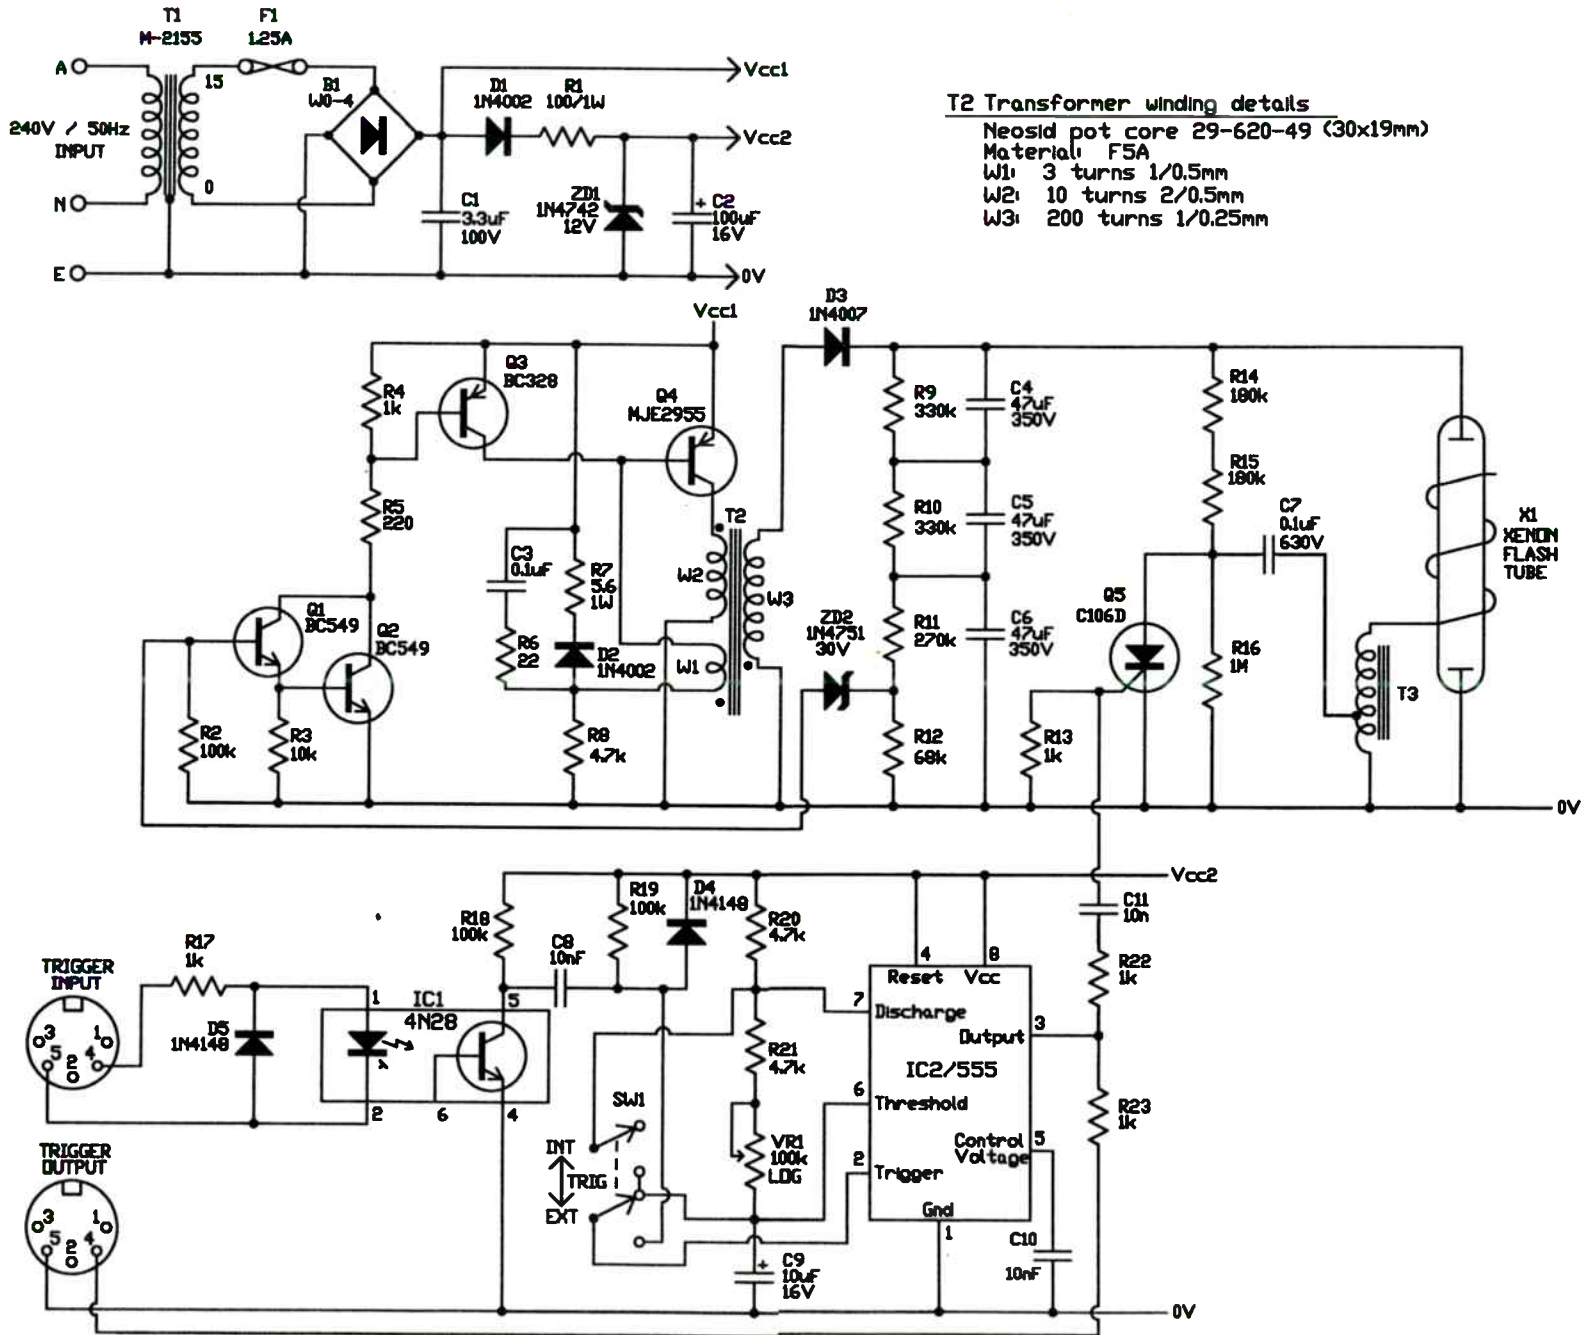 T1
M-2155
F1
1.25A
A
15
B1
W0-4
D1
1N4002
R1
100/1W
Vcc1
Vcc2
240V / 50Hz
INPUT
0
N
C1
3.3uF
100V
ZD1
1N4742
12V
+
C2
100uF
16V
E
0V
T2 Transformer winding details
Neosid pot core 29-620-49 (30x19mm)
Material: F5A
W1: 3 turns 1/0.5mm
W2: 10 turns 2/0.5mm
W3: 200 turns 1/0.25mm
Vcc1
D3
1N4007
R4
1k
Q3
BC328
Q4
MJE2955
R9
330k
C4
47uF
350V
R14
180k
R5
220
T2
R10
330k
C5
47uF
350V
R15
180k
C7
0.1uF
630V
X1
XENON
FLASH
TUBE
C3
0.1uF
R7
5.6
1W
W2
W3
Q1
BC549
Q2
BC549
R6
22
D2
1N4002
W1
ZD2
1N4751
30V
R11
270k
C6
47uF
350V
Q5
C106D
R16
1M
T3
R2
100k
R3
10k
R8
4.7k
R12
68k
R13
1k
0V
Vcc2
R18
100k
R19
100k
D4
1N4148
R20
4.7k
C11
10n
C8
10nF
R17
1k
TRIGGER
INPUT
3
1
5
4
2
D5
1N4148
1
IC1
4N28
5
2
6
4
4
8
Reset
Vcc
7
Discharge
R22
1k
Output
3
R21
4.7k
IC2/555
SW1
6
Threshold
R23
1k
INT
TRIG
EXT
VR1
100k
LOG
Control
Voltage
5
2
Trigger
Gnd
1
C10
10nF
TRIGGER
OUTPUT
3
1
5
4
2
+
C9
10uF
16V
0V